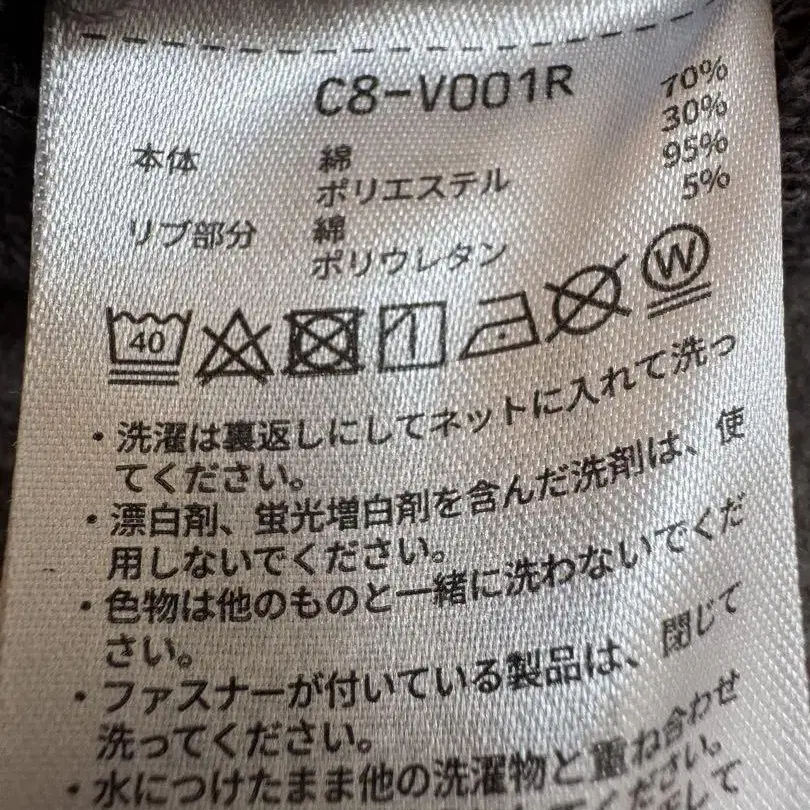 C8-V001R
本体 綿 70%
ポリエステル 30%
リブ部分 綿 95%
ポリウレタン 5%
40
W
・洗濯は裏返しにしてネットに入れて洗っ
てください。
・漂白剤、蛍光増白剤を含んだ洗剤は、使
用しないでください。
・色物は他のものと一緒に洗わないでくだ
さい。
・ファスナーが付いている製品は、閉じて
洗ってください。
・水につけたまま他の洗濯物と重ね合わせ
ください。